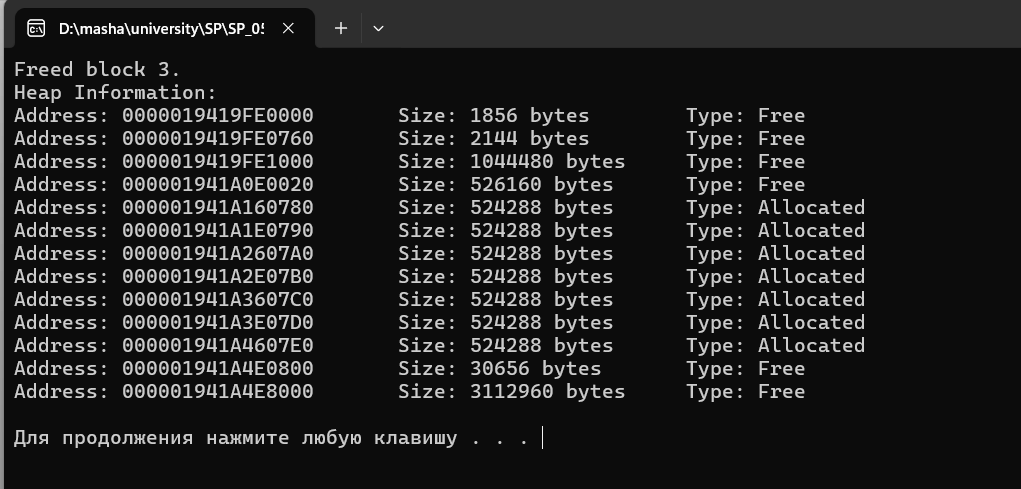 D:\masha\university\SP\SP_05
Freed block 3.
Heap Information:
Address: 0000019419FE0000 Size: 1856 bytes Type: Free
Address: 0000019419FE0760 Size: 2144 bytes Type: Free
Address: 0000019419FE1000 Size: 1044480 bytes Type: Free
Address: 000001941A0E0020 Size: 526160 bytes Type: Free
Address: 000001941A160780 Size: 524288 bytes Type: Allocated
Address: 000001941A1E0790 Size: 524288 bytes Type: Allocated
Address: 000001941A2607A0 Size: 524288 bytes Type: Allocated
Address: 000001941A2E07B0 Size: 524288 bytes Type: Allocated
Address: 000001941A3607C0 Size: 524288 bytes Type: Allocated
Address: 000001941A3E07D0 Size: 524288 bytes Type: Allocated
Address: 000001941A4607E0 Size: 524288 bytes Type: Allocated
Address: 000001941A4E0800 Size: 30656 bytes Type: Free
Address: 000001941A4E8000 Size: 3112960 bytes Type: Free
Для продолжения нажмите любую клавишу . . .